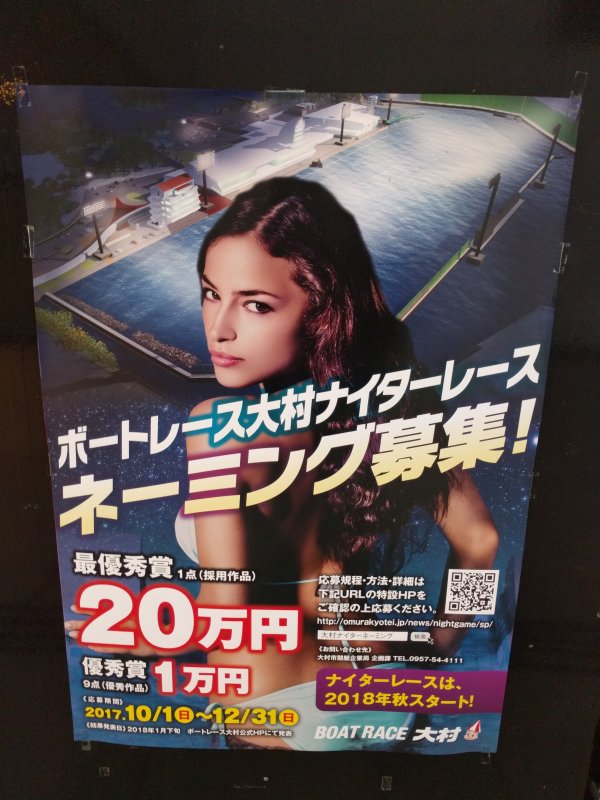 ボートレース大村ナイターレース
ネーミング募集!
最優秀賞 1点(採用作品)
20万円
優秀賞 9点(優秀作品) 1万円
《応募期間》
2017.10/1(日)~12/31(日)
《結果発表日》2018年1月下旬 ボートレース大村公式HPにて発表
応募規程・方法・詳細は
下記URLの特設HPを
ご確認の上応募ください。
http://omurakyotei.jp/news/nightgame/sp/
大村ナイターネーミング 検索
《お問い合わせ先》
大村市競艇企業局 企画課 TEL.0957-54-4111
ナイターレースは、
2018年秋スタート!
BOAT RACE 大村